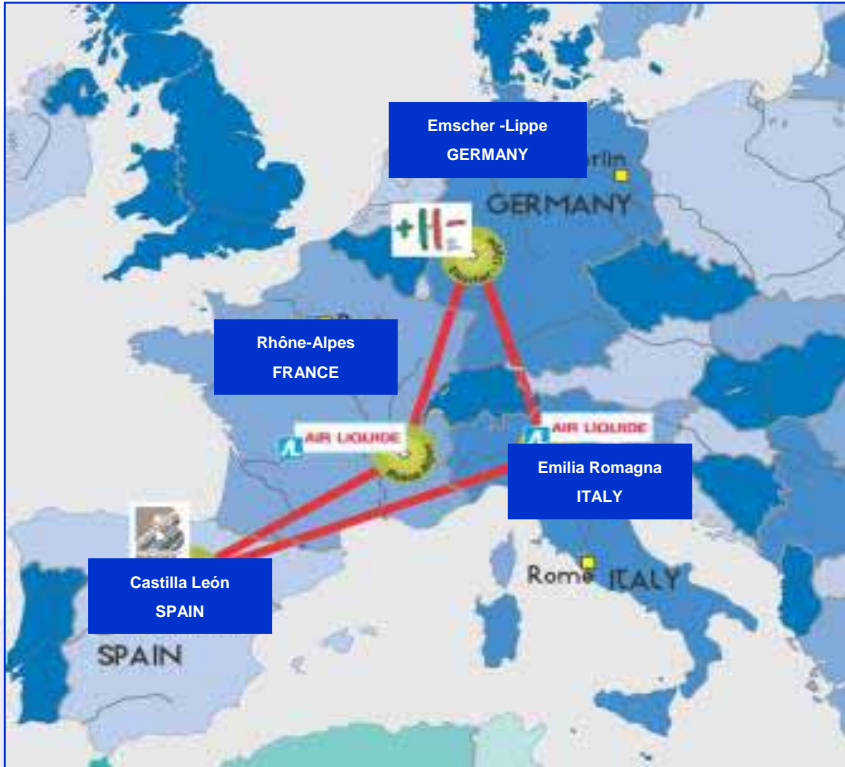 Emscher -Lippe
GERMANY
rlin
GERMANY
Rhône-Alpes
FRANCE
AIR LIQUIDE
AIR LIQUIDE
Emilia Romagna
ITALY
Castilla León
SPAIN
Rome ITALY
SPAIN